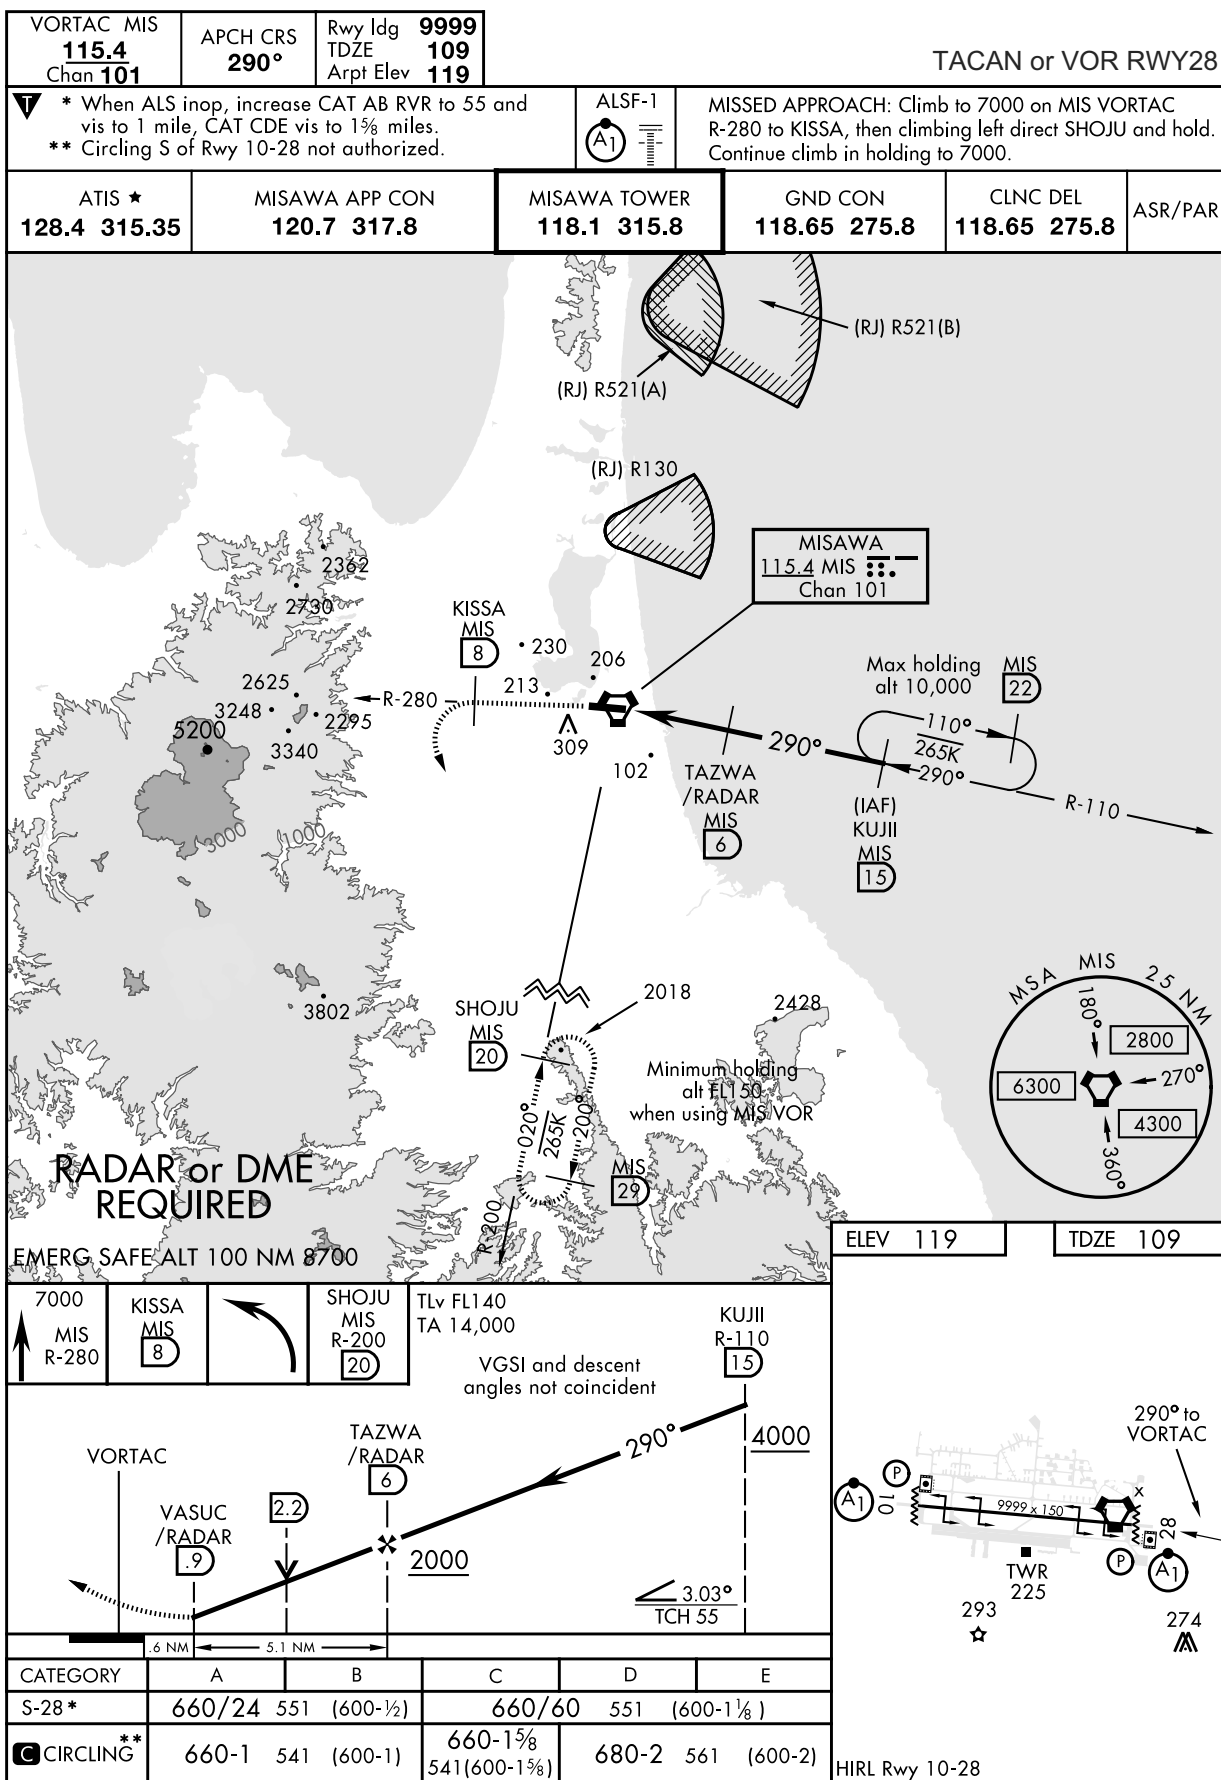 VORTAC MIS
115.4
Chan 101
APCH CRS
290°
Rwy ldg 9999
TDZE 109
Arpt Elev 119
TACAN or VOR RWY28
T
* When ALS inop, increase CAT AB RVR to 55 and
vis to 1 mile, CAT CDE vis to 1⅝ miles.
** Circling S of Rwy 10-28 not authorized.
ALSF-1
A1
MISSED APPROACH: Climb to 7000 on MIS VORTAC
R-280 to KISSA, then climbing left direct SHOJU and hold.
Continue climb in holding to 7000.
ATIS ★
128.4 315.35
MISAWA APP CON
120.7 317.8
MISAWA TOWER
118.1 315.8
GND CON
118.65 275.8
CLNC DEL
118.65 275.8
ASR/PAR
(RJ) R521(B)
(RJ) R521(A)
(RJ) R130
MISAWA
115.4 MIS
Chan 101
2362
2730
KISSA
MIS
8
230
206
213
Max holding
alt 10,000
MIS
22
2625
3248
2295
5200
3340
R-280
309
102
110°
265K
290°
290°
TAZWA
/RADAR
MIS
6
(IAF)
KUJII
MIS
15
R-110
3000
1000
3802
SHOJU
MIS
20
2018
2428
Minimum holding
alt FL150
when using MIS VOR
020°
265K
200°
MIS
29
R-200
MSA MIS 25 NM
180°
2800
6300
270°
4300
360°
RADAR or DME
REQUIRED
EMERG SAFE ALT 100 NM 8700
ELEV 119
TDZE 109
7000
MIS
R-280
KISSA
MIS
8
SHOJU
MIS
R-200
20
TLv FL140
TA 14,000
VGSI and descent
angles not coincident
KUJII
R-110
15
290°
4000
VORTAC
TAZWA
/RADAR
6
VASUC
/RADAR
.9
2.2
2000
3.03°
TCH 55
.6 NM
5.1 NM
290° to
VORTAC
P
A1
10
9999 x 150
X
28
P
A1
TWR
225
293
274
CATEGORY A B C D E
S-28 * 660/24 551 (600-½) 660/60 551 (600-1⅛)
C CIRCLING ** 660-1 541 (600-1) 660-1⅝ 541(600-1⅝) 680-2 561 (600-2)
HIRL Rwy 10-28